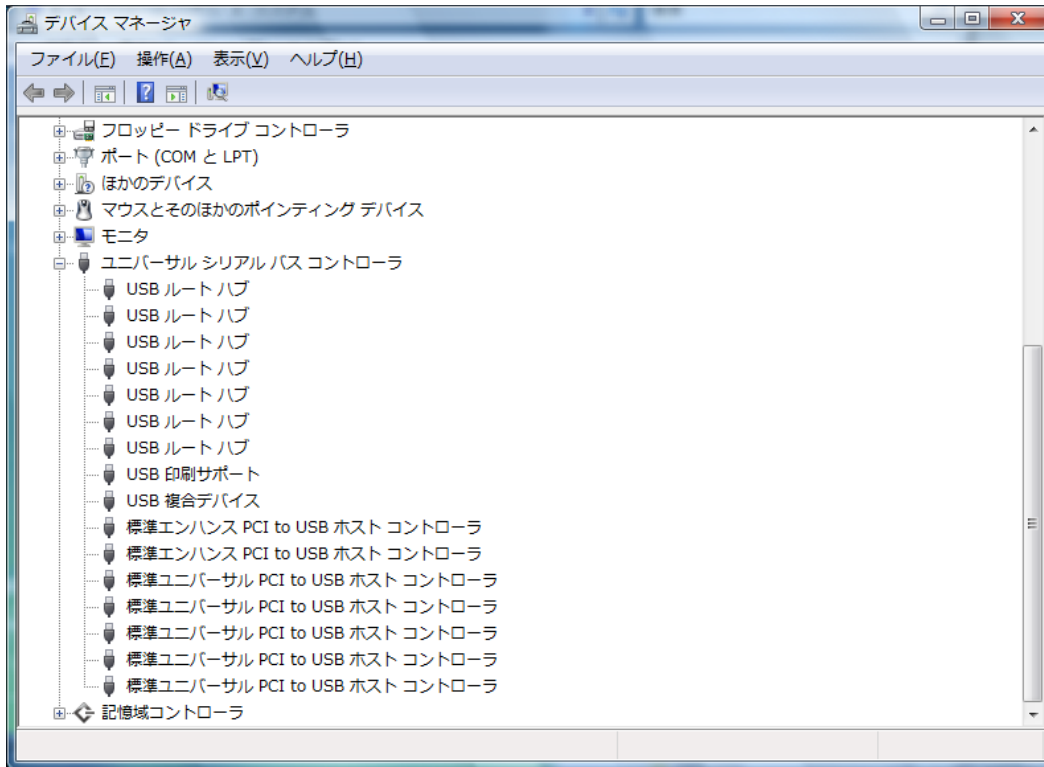 デバイス マネージャ
ファイル(F) 操作(A) 表示(V) ヘルプ(H)
フロッピー ドライブ コントローラ
ポート (COM と LPT)
ほかのデバイス
マウスとそのほかのポインティング デバイス
モニタ
ユニバーサル シリアル バス コントローラ
USB ルート ハブ
USB ルート ハブ
USB ルート ハブ
USB ルート ハブ
USB ルート ハブ
USB ルート ハブ
USB ルート ハブ
USB 印刷サポート
USB 複合デバイス
標準エンハンス PCI to USB ホスト コントローラ
標準エンハンス PCI to USB ホスト コントローラ
標準ユニバーサル PCI to USB ホスト コントローラ
標準ユニバーサル PCI to USB ホスト コントローラ
標準ユニバーサル PCI to USB ホスト コントローラ
標準ユニバーサル PCI to USB ホスト コントローラ
標準ユニバーサル PCI to USB ホスト コントローラ
記憶域コントローラ